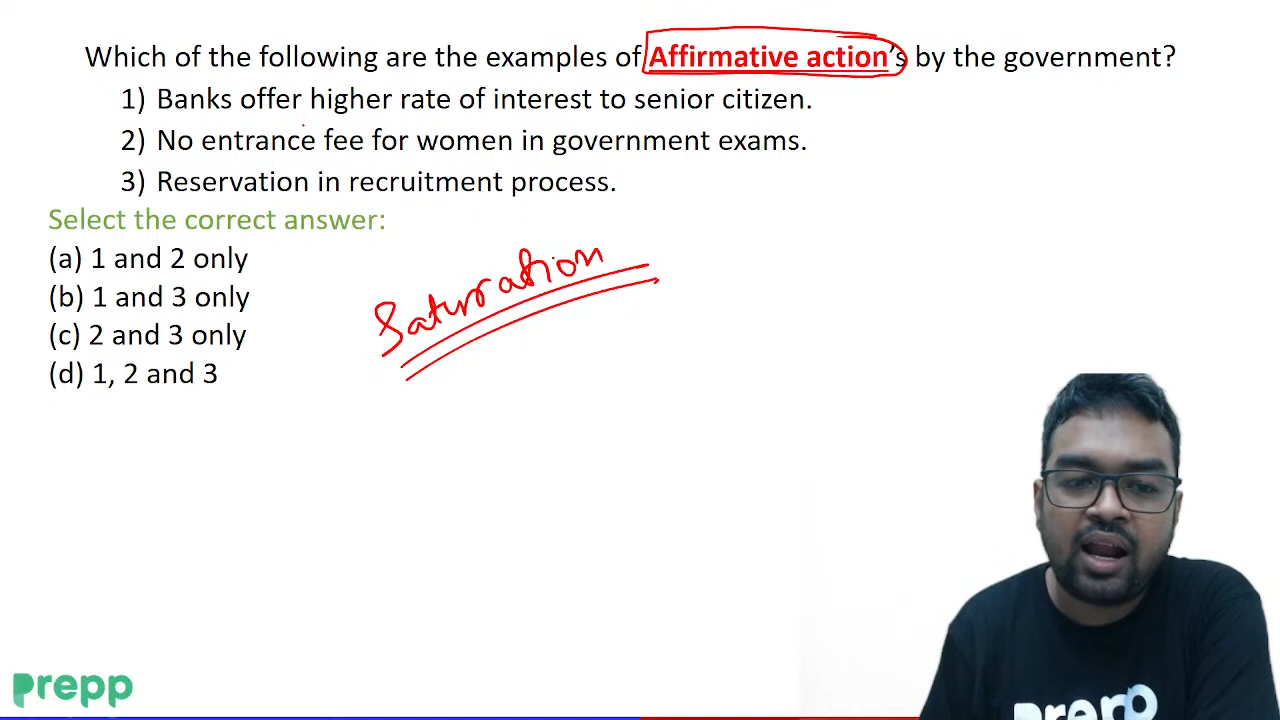 Which of the following are the examples of Affirmative action's by the government?
1) Banks offer higher rate of interest to senior citizen.
2) No entrance fee for women in government exams.
3) Reservation in recruitment process.
Select the correct answer:
(a) 1 and 2 only
(b) 1 and 3 only
(c) 2 and 3 only
(d) 1, 2 and 3
Saturation
Prepp
Prepp